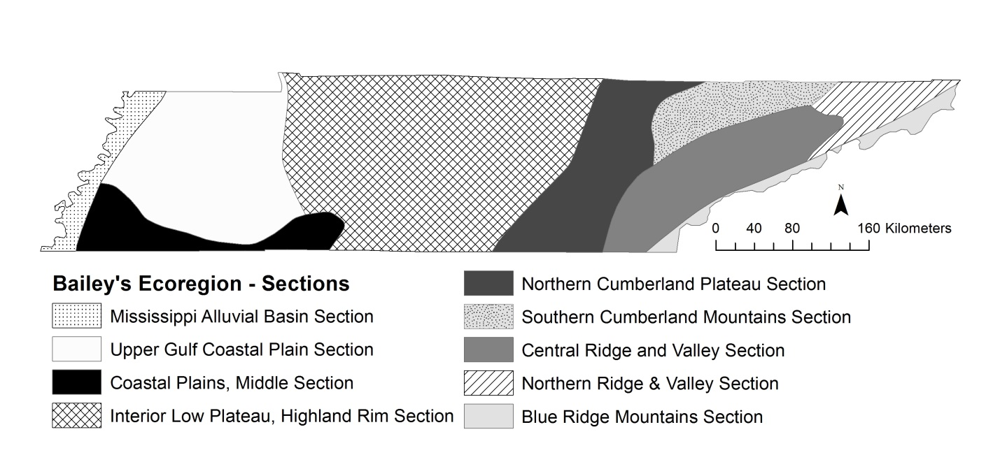 N
0 40 80 160 Kilometers
Bailey's Ecoregion - Sections
Mississippi Alluvial Basin Section
Upper Gulf Coastal Plain Section
Coastal Plains, Middle Section
Interior Low Plateau, Highland Rim Section
Northern Cumberland Plateau Section
Southern Cumberland Mountains Section
Central Ridge and Valley Section
Northern Ridge & Valley Section
Blue Ridge Mountains Section